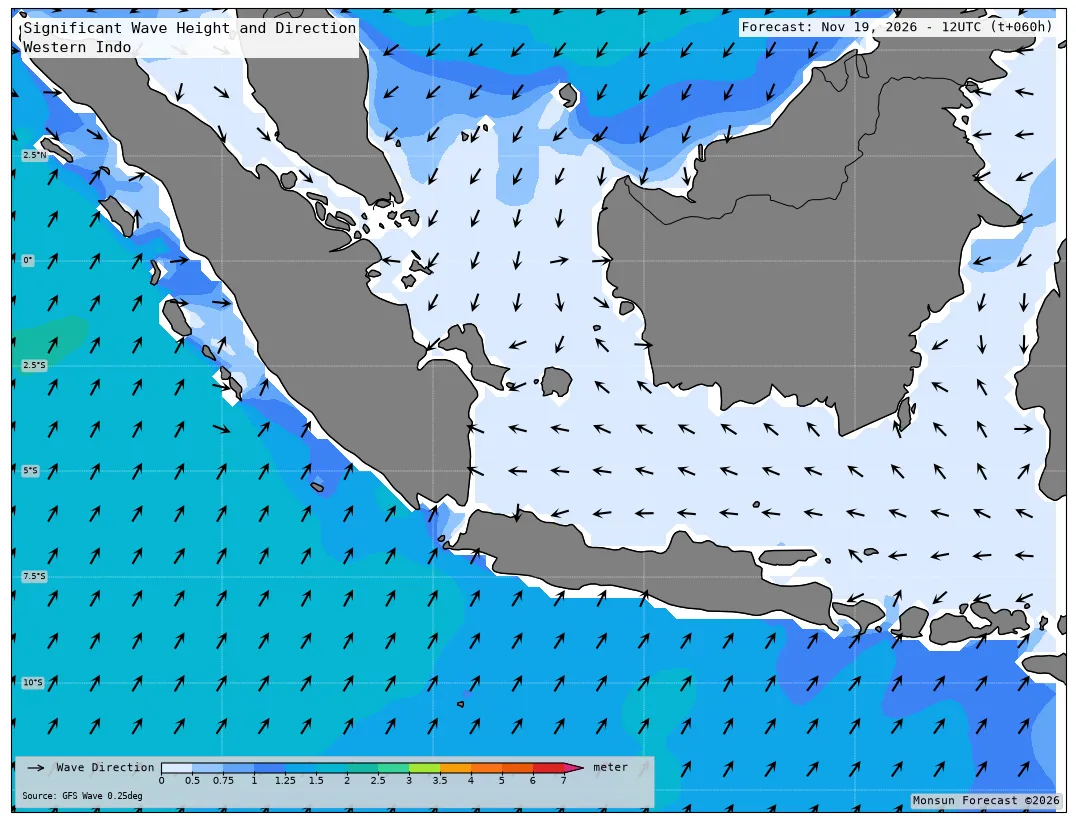 Significant Wave Height and Direction
Western Indo
Forecast: Nov 19, 2026 - 12UTC (t+060h)
2.5°N
0°
2.5°S
5°S
7.5°S
10°S
Wave Direction
0 0.5 0.75 1 1.25 1.5 2 2.5 3 3.5 4 5 6 7
meter
Source: GFS Wave 0.25deg
Monsun Forecast ©2026